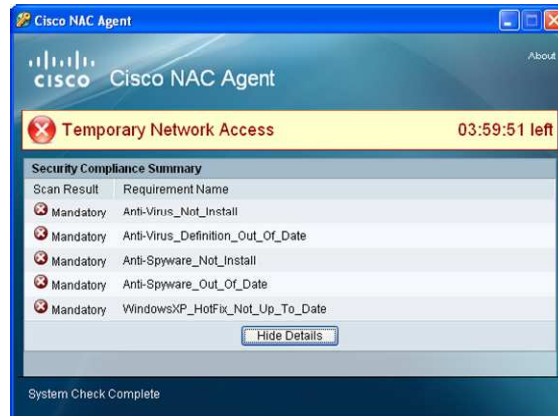 Cisco NAC Agent
About
CISCO Cisco NAC Agent
Temporary Network Access 03:59:51 left
Security Compliance Summary
Scan Result Requirement Name
Mandatory Anti-Virus_Not_Install
Mandatory Anti-Virus_Definition_Out_Of_Date
Mandatory Anti-Spyware_Not_Install
Mandatory Anti-Spyware_Out_Of_Date
Mandatory WindowsXP_HotFix_Not_Up_To_Date
Hide Details
System Check Complete